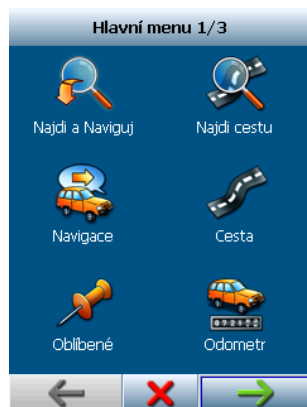 Hlavní menu 1/3
Najdi a Naviguj
Najdi cestu
Navigace
Cesta
Oblíbené
Odometr